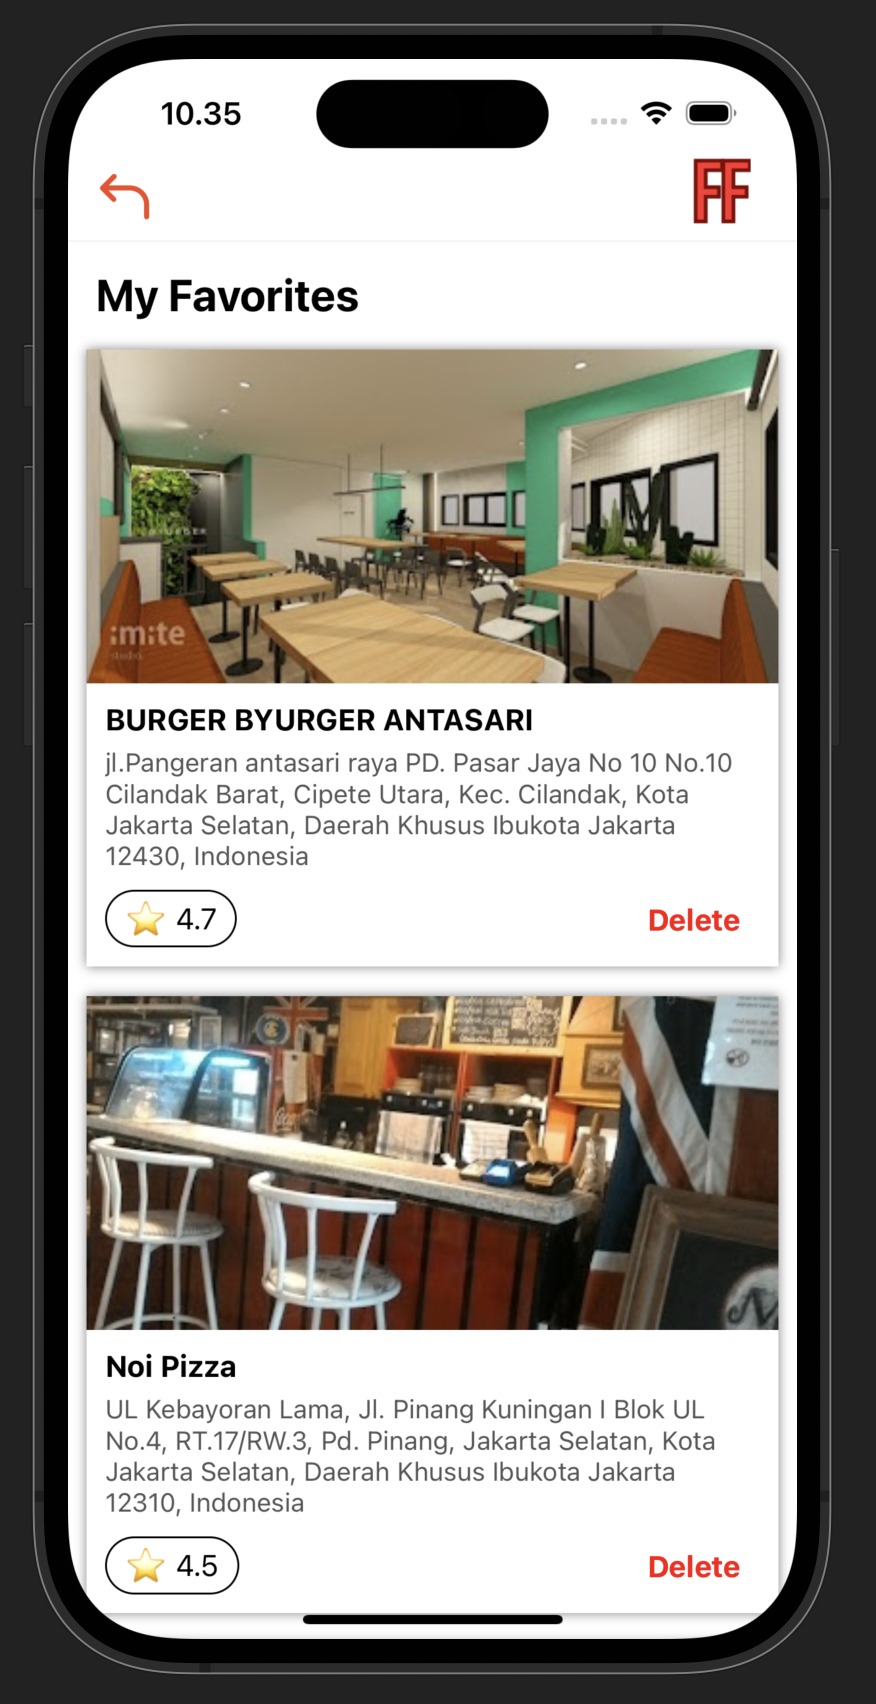 10.35
FF
My Favorites
:m:te
studio
BURGER BYURGER ANTASARI
jl.Pangeran antasari raya PD. Pasar Jaya No 10 No.10
Cilandak Barat, Cipete Utara, Kec. Cilandak, Kota
Jakarta Selatan, Daerah Khusus Ibukota Jakarta
12430, Indonesia
4.7
Delete
Noi Pizza
UL Kebayoran Lama, Jl. Pinang Kuningan I Blok UL
No.4, RT.17/RW.3, Pd. Pinang, Jakarta Selatan, Kota
Jakarta Selatan, Daerah Khusus Ibukota Jakarta
12310, Indonesia
4.5
Delete